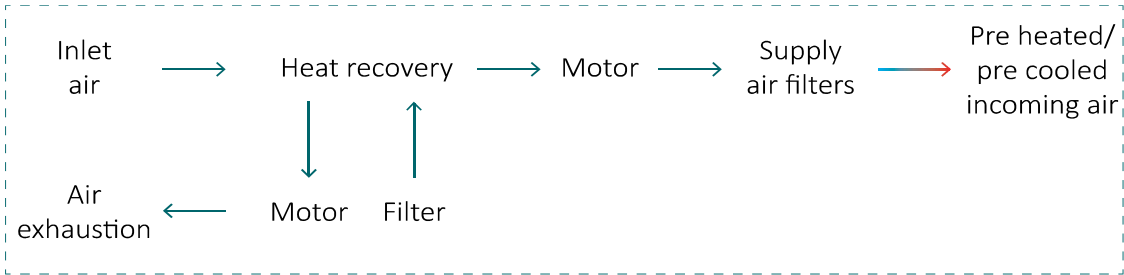 Inlet
air
Heat recovery
Motor
Supply
air filters
Pre heated/
pre cooled
incoming air
Air
exhaustion
Motor
Filter